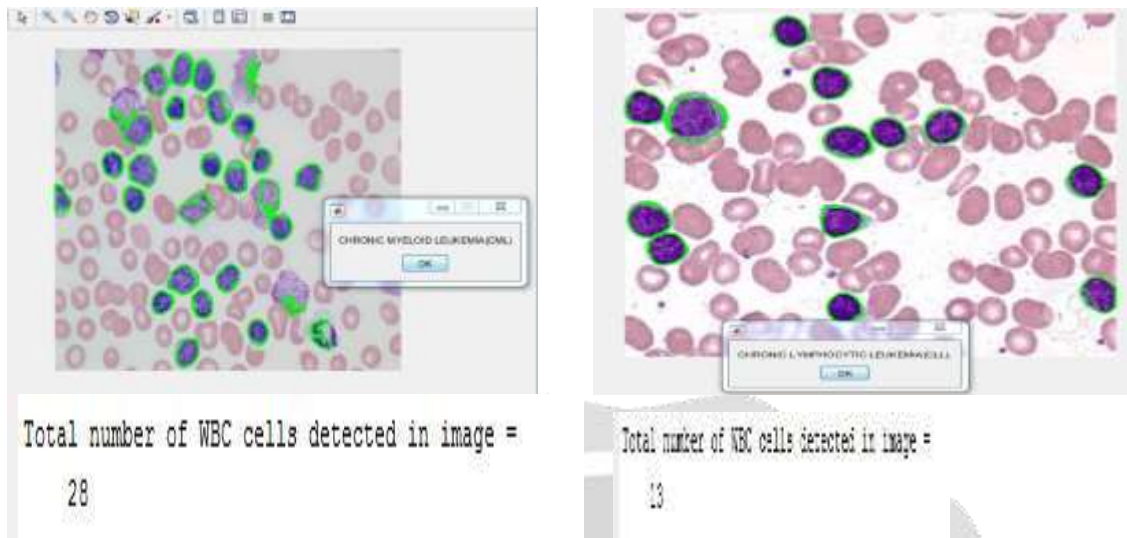 CHRONIC MYELOID LEUKEMIA(CML)
OK
Total number of WBC cells detected in image =
28
CHRONIC LYMPHOCYTIC LEUKEMIA(CLL)
OK
Total number of WBC cells detected in image =
13